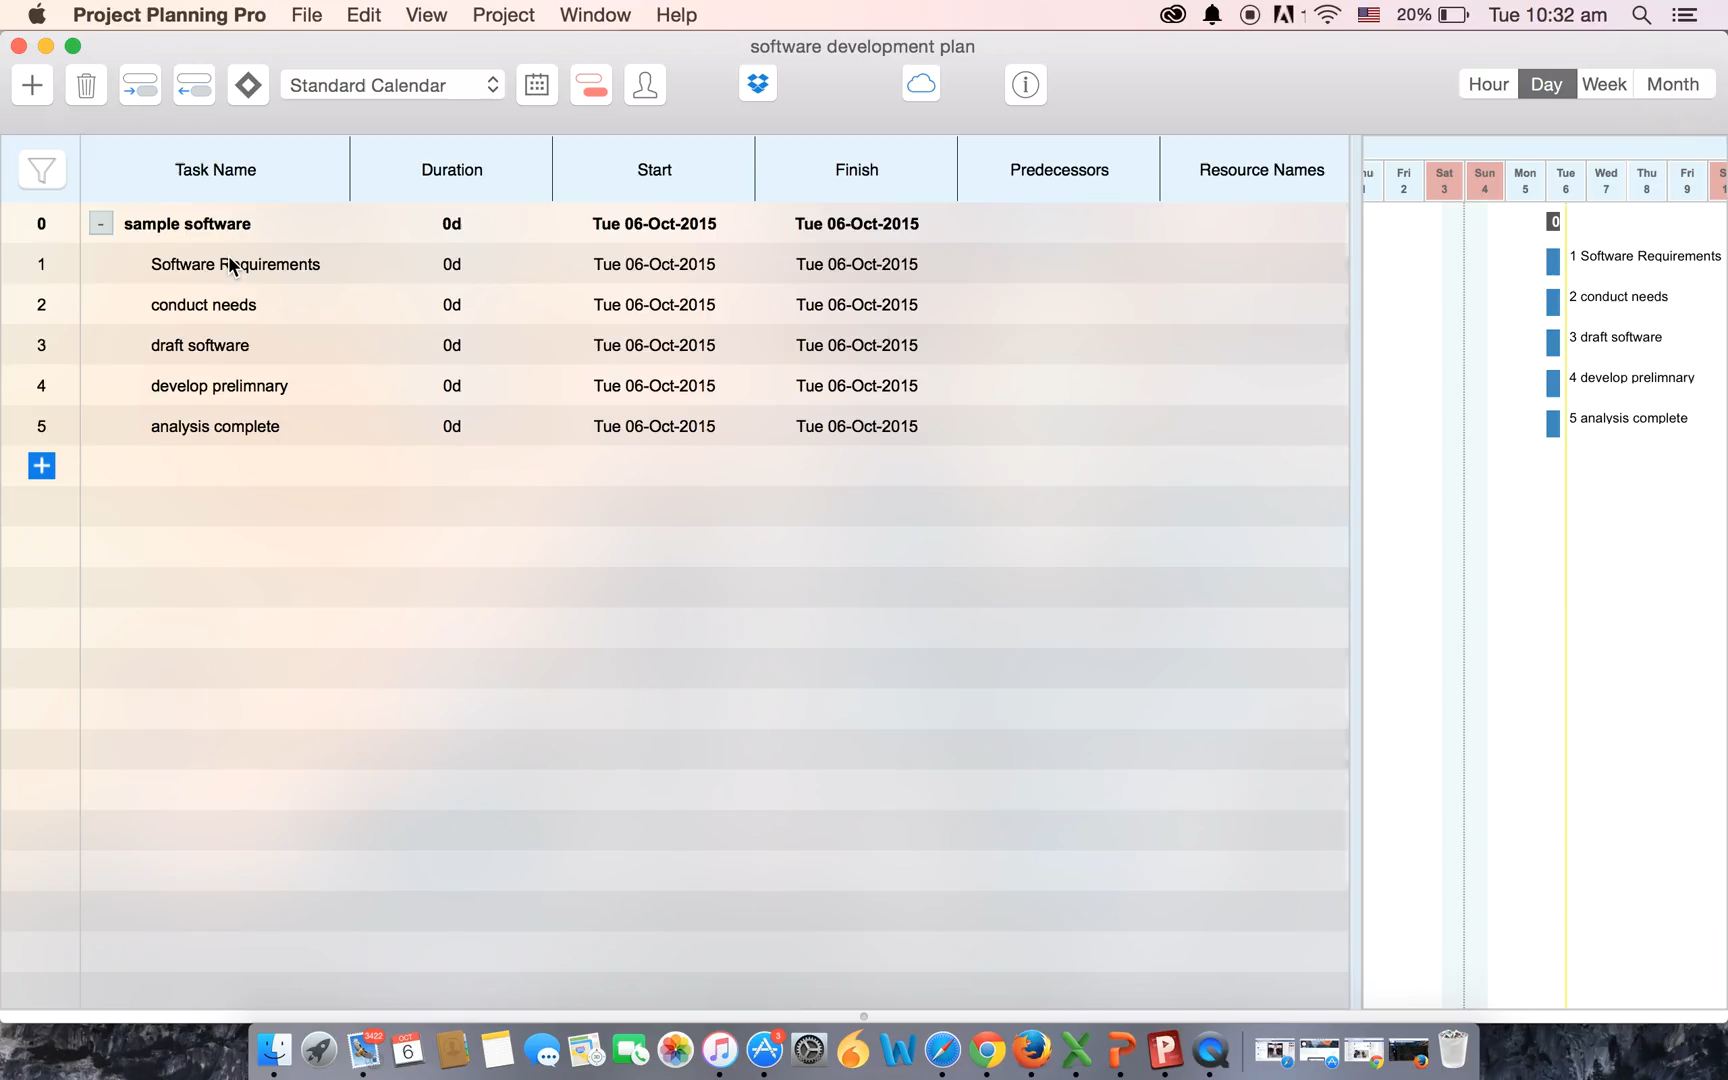 Project Planning Pro File Edit View Project Window Help 20% Tue 10:32 am
software development plan
Standard Calendar Hour Day Week Month
Task Name Duration Start Finish Predecessors Resource Names
Fri Sat Sun Mon Tue Wed Thu Fri
2 3 4 5 6 7 8 9
0 - sample software 0d Tue 06-Oct-2015 Tue 06-Oct-2015 0
1 Software Requirements 0d Tue 06-Oct-2015 Tue 06-Oct-2015 1 Software Requirements
2 conduct needs 0d Tue 06-Oct-2015 Tue 06-Oct-2015 2 conduct needs
3 draft software 0d Tue 06-Oct-2015 Tue 06-Oct-2015 3 draft software
4 develop prelimnary 0d Tue 06-Oct-2015 Tue 06-Oct-2015 4 develop prelimnary
5 analysis complete 0d Tue 06-Oct-2015 Tue 06-Oct-2015 5 analysis complete
3422 OCT 6 3